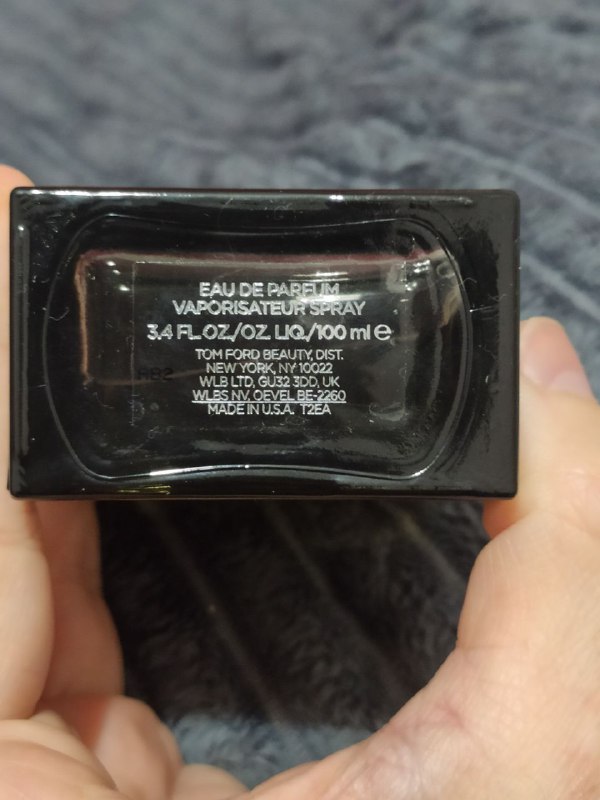 EAU DE PARFUM
VAPORISATEUR SPRAY
3.4 FL.OZ./OZ. LIQ./100 ml ℮
TOM FORD BEAUTY, DIST.
NEW YORK, NY 10022
WLB LTD, GU32 3DD, UK
WLBS NV, OEVEL BE-2260
MADE IN U.S.A. T2EA